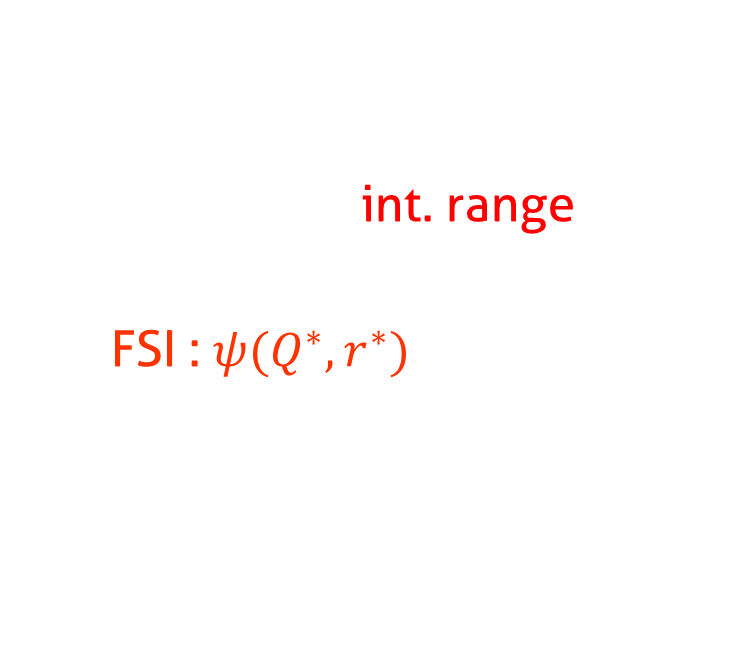 int. range
FSI : 𝜓(𝑄*, 𝑟*)